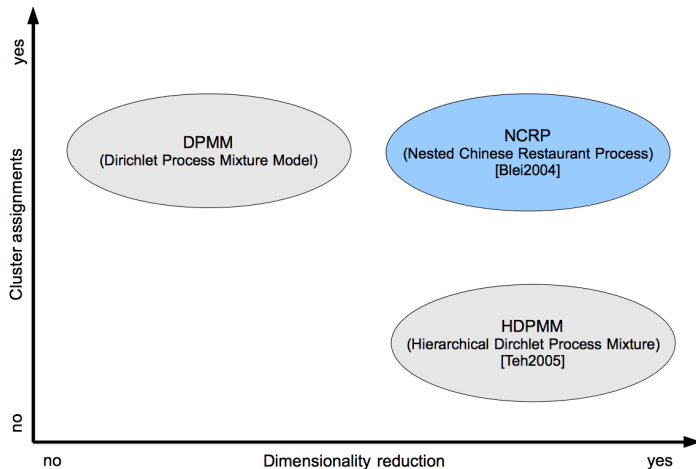 yes
Cluster assignments
no
DPMM
(Dirichlet Process Mixture Model)
NCRP
(Nested Chinese Restaurant Process)
[Blei2004]
HDPMM
(Hierarchical Dirchlet Process Mixture)
[Teh2005]
no
Dimensionality reduction
yes